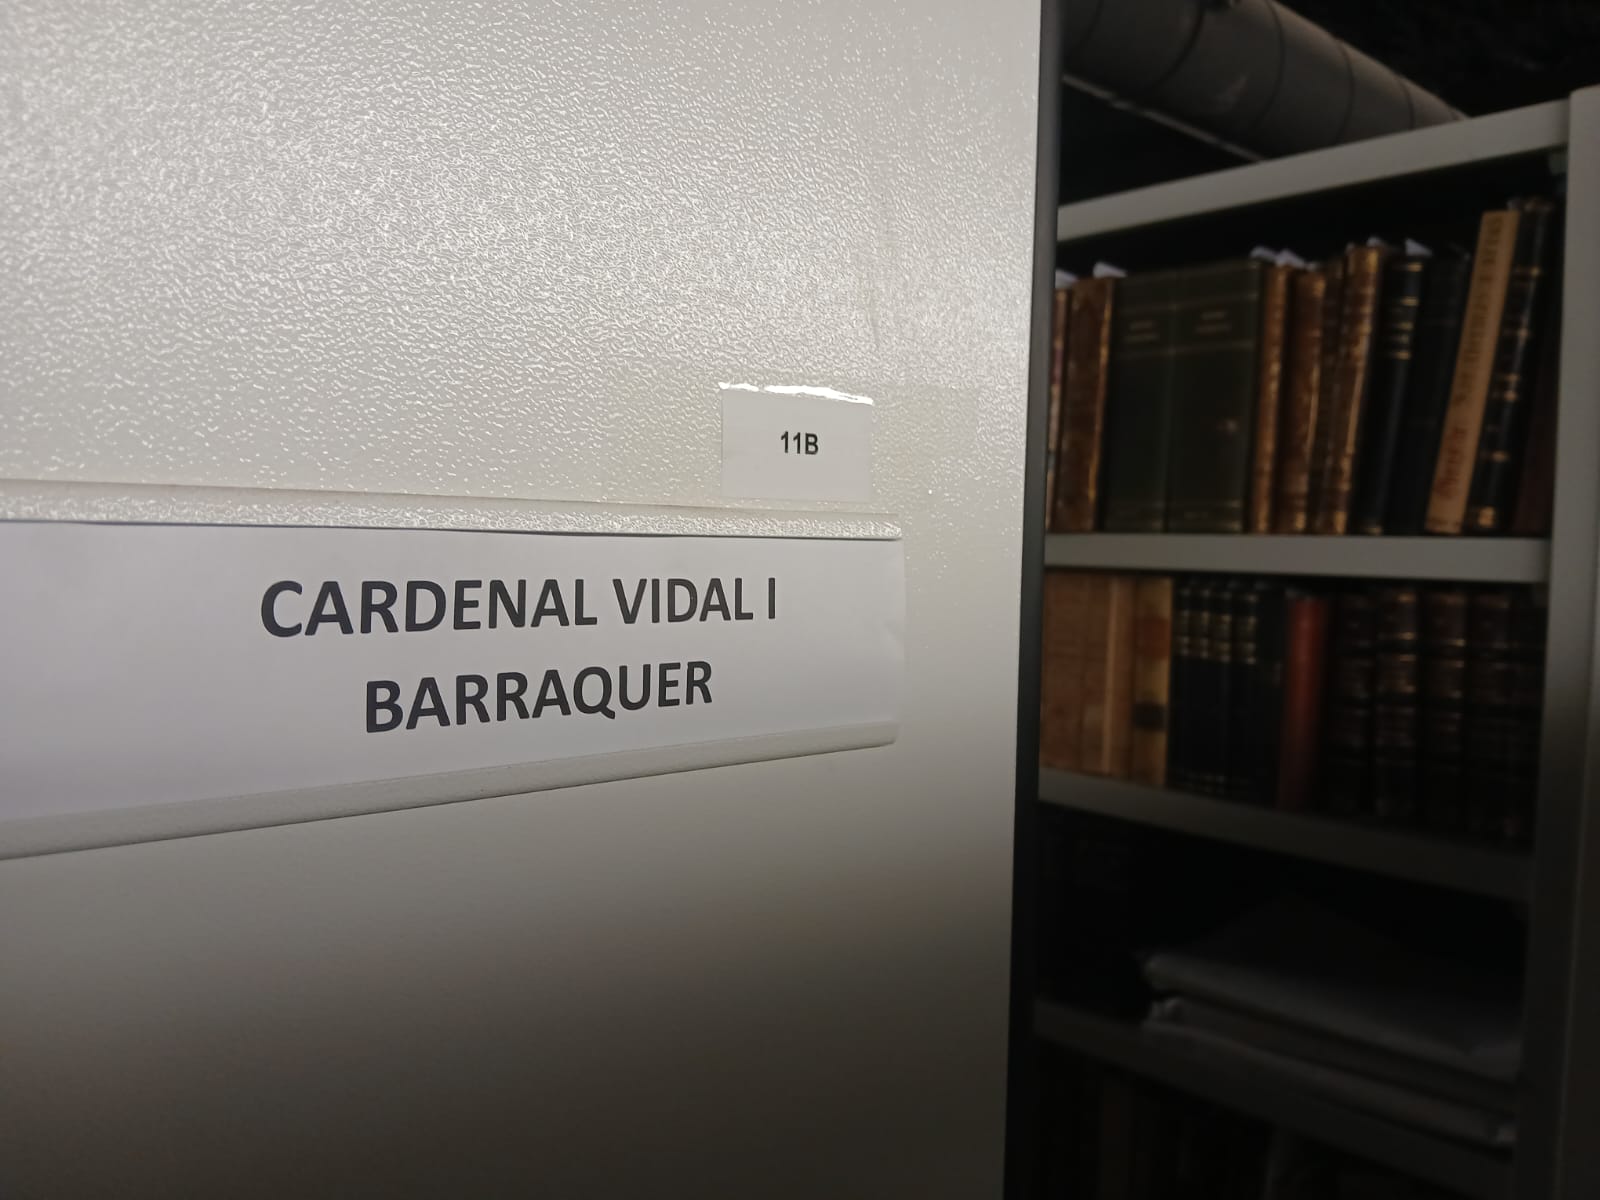 11B
CARDENAL VIDAL I
BARRAQUER